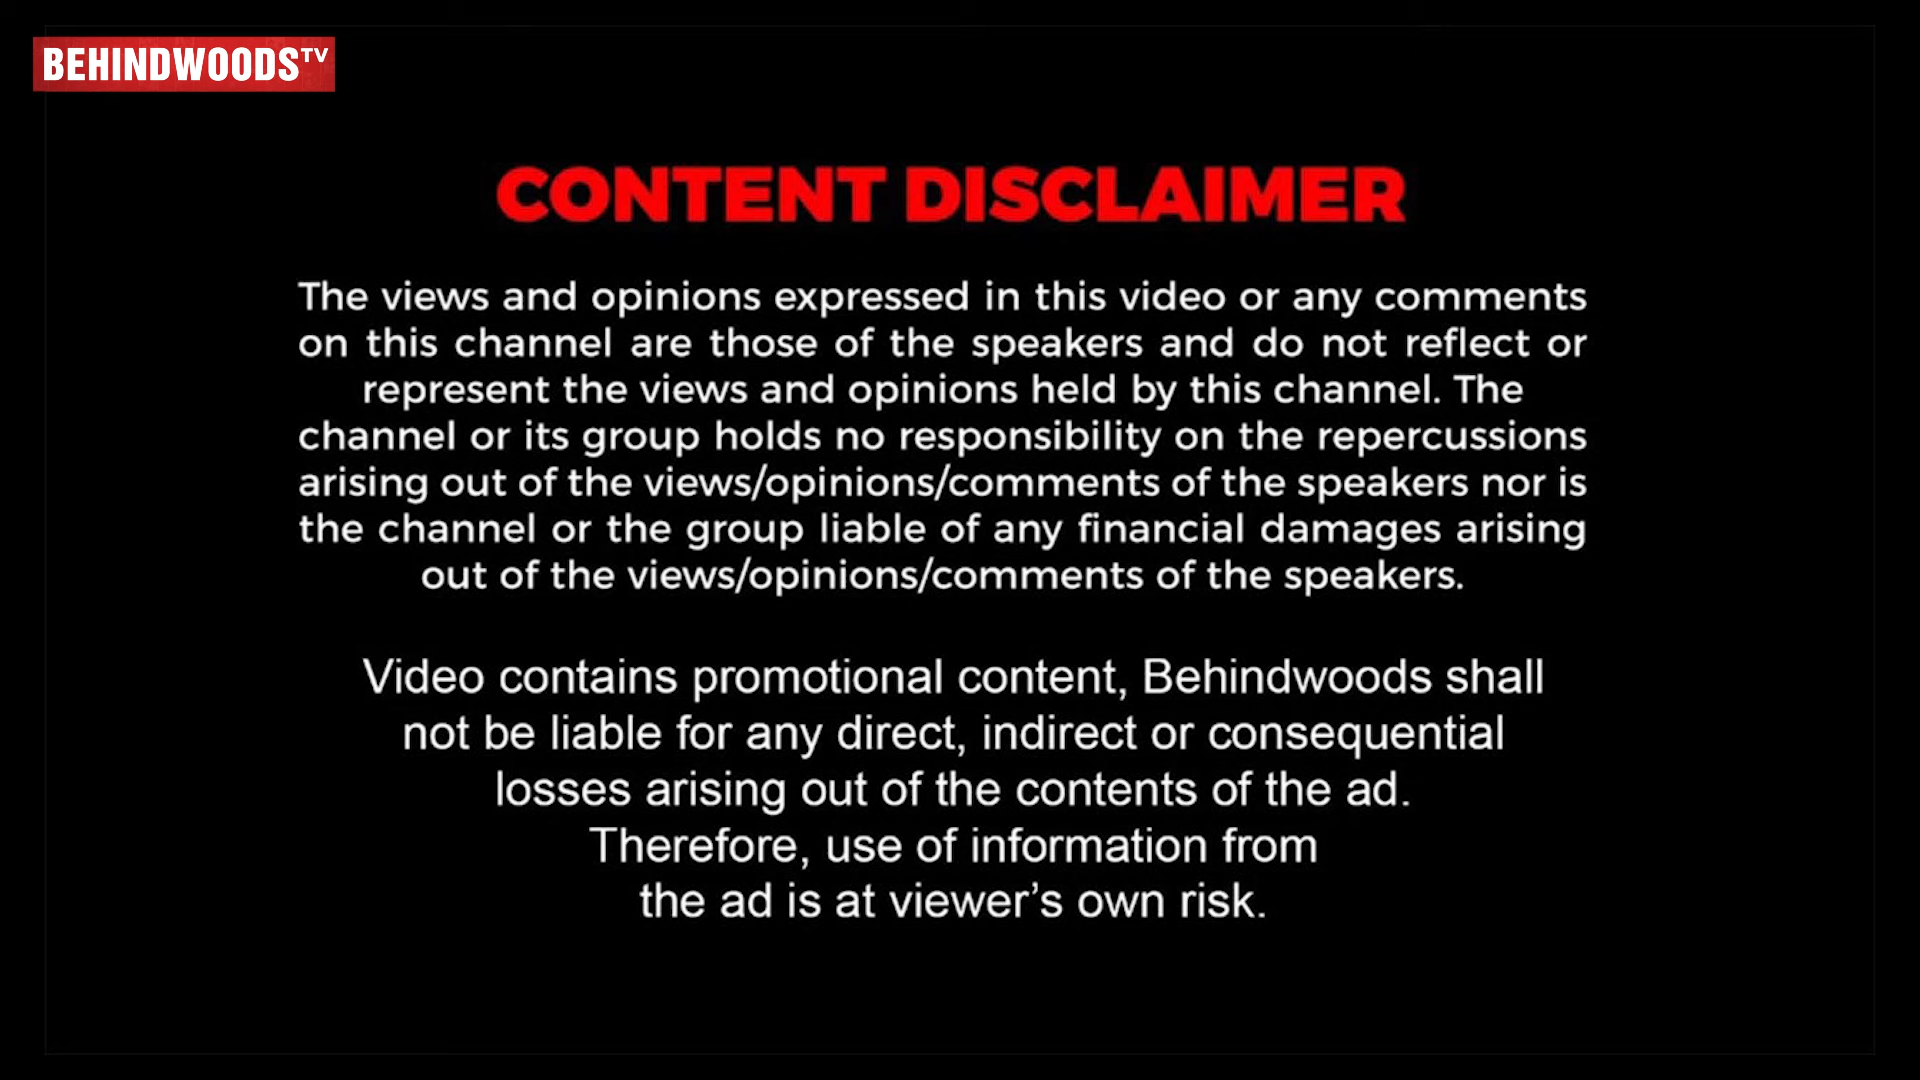 BEHINDWOODSTV
CONTENT DISCLAIMER
The views and opinions expressed in this video or any comments
on this channel are those of the speakers and do not reflect or
represent the views and opinions held by this channel. The
channel or its group holds no responsibility on the repercussions
arising out of the views/opinions/comments of the speakers nor is
the channel or the group liable of any financial damages arising
out of the views/opinions/comments of the speakers.
Video contains promotional content, Behindwoods shall
not be liable for any direct, indirect or consequential
losses arising out of the contents of the ad.
Therefore, use of information from
the ad is at viewer’s own risk.